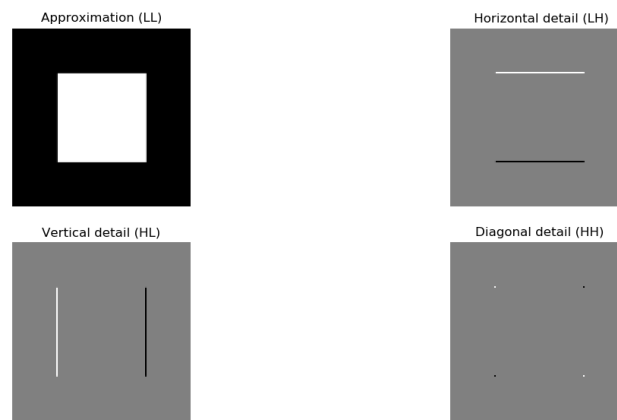 Approximation (LL)
Horizontal detail (LH)
Vertical detail (HL)
Diagonal detail (HH)